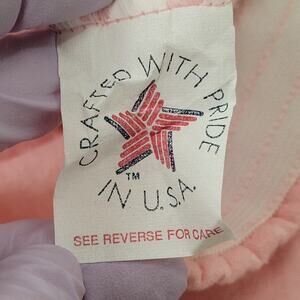 CRAFTED WITH PRIDE
TM
IN U.S.A.
SEE REVERSE FOR CARE